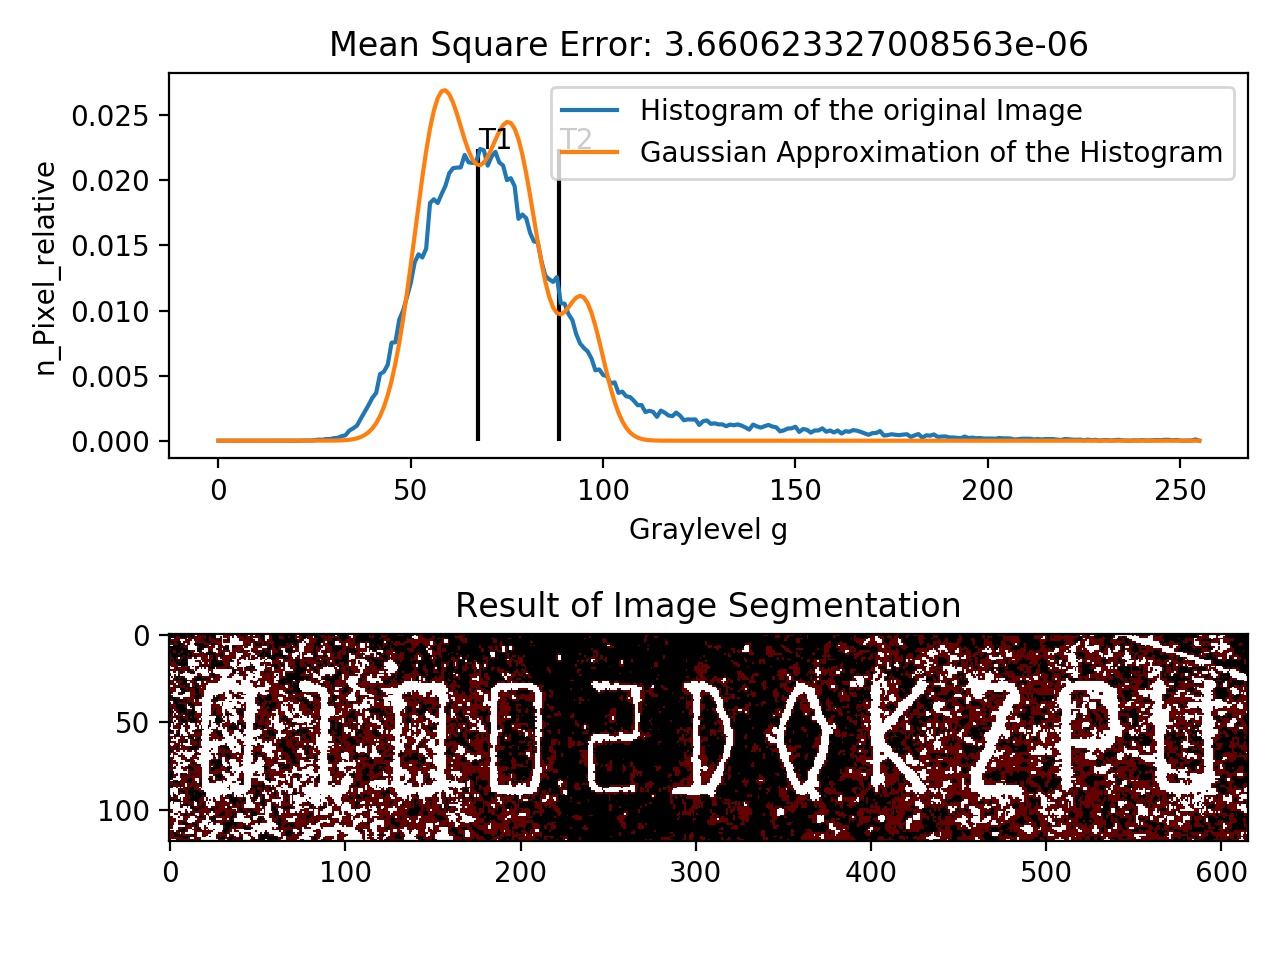 Mean Square Error: 3.660623327008563e-06
Histogram of the original Image
Gaussian Approximation of the Histogram
T1
T2
n_Pixel_relative
0.025
0.020
0.015
0.010
0.005
0.000
0 50 100 150 200 250
Graylevel g
Result of Image Segmentation
0
50
100
0 100 200 300 400 500 600